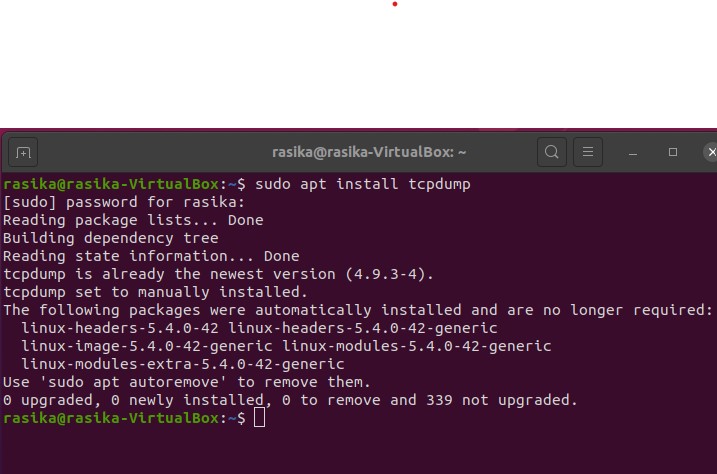 rasika@rasika-VirtualBox: ~
rasika@rasika-VirtualBox:~$ sudo apt install tcpdump
[sudo] password for rasika:
Reading package lists... Done
Building dependency tree
Reading state information... Done
tcpdump is already the newest version (4.9.3-4).
tcpdump set to manually installed.
The following packages were automatically installed and are no longer required:
  linux-headers-5.4.0-42 linux-headers-5.4.0-42-generic
  linux-image-5.4.0-42-generic linux-modules-5.4.0-42-generic
  linux-modules-extra-5.4.0-42-generic
Use 'sudo apt autoremove' to remove them.
0 upgraded, 0 newly installed, 0 to remove and 339 not upgraded.
rasika@rasika-VirtualBox:~$